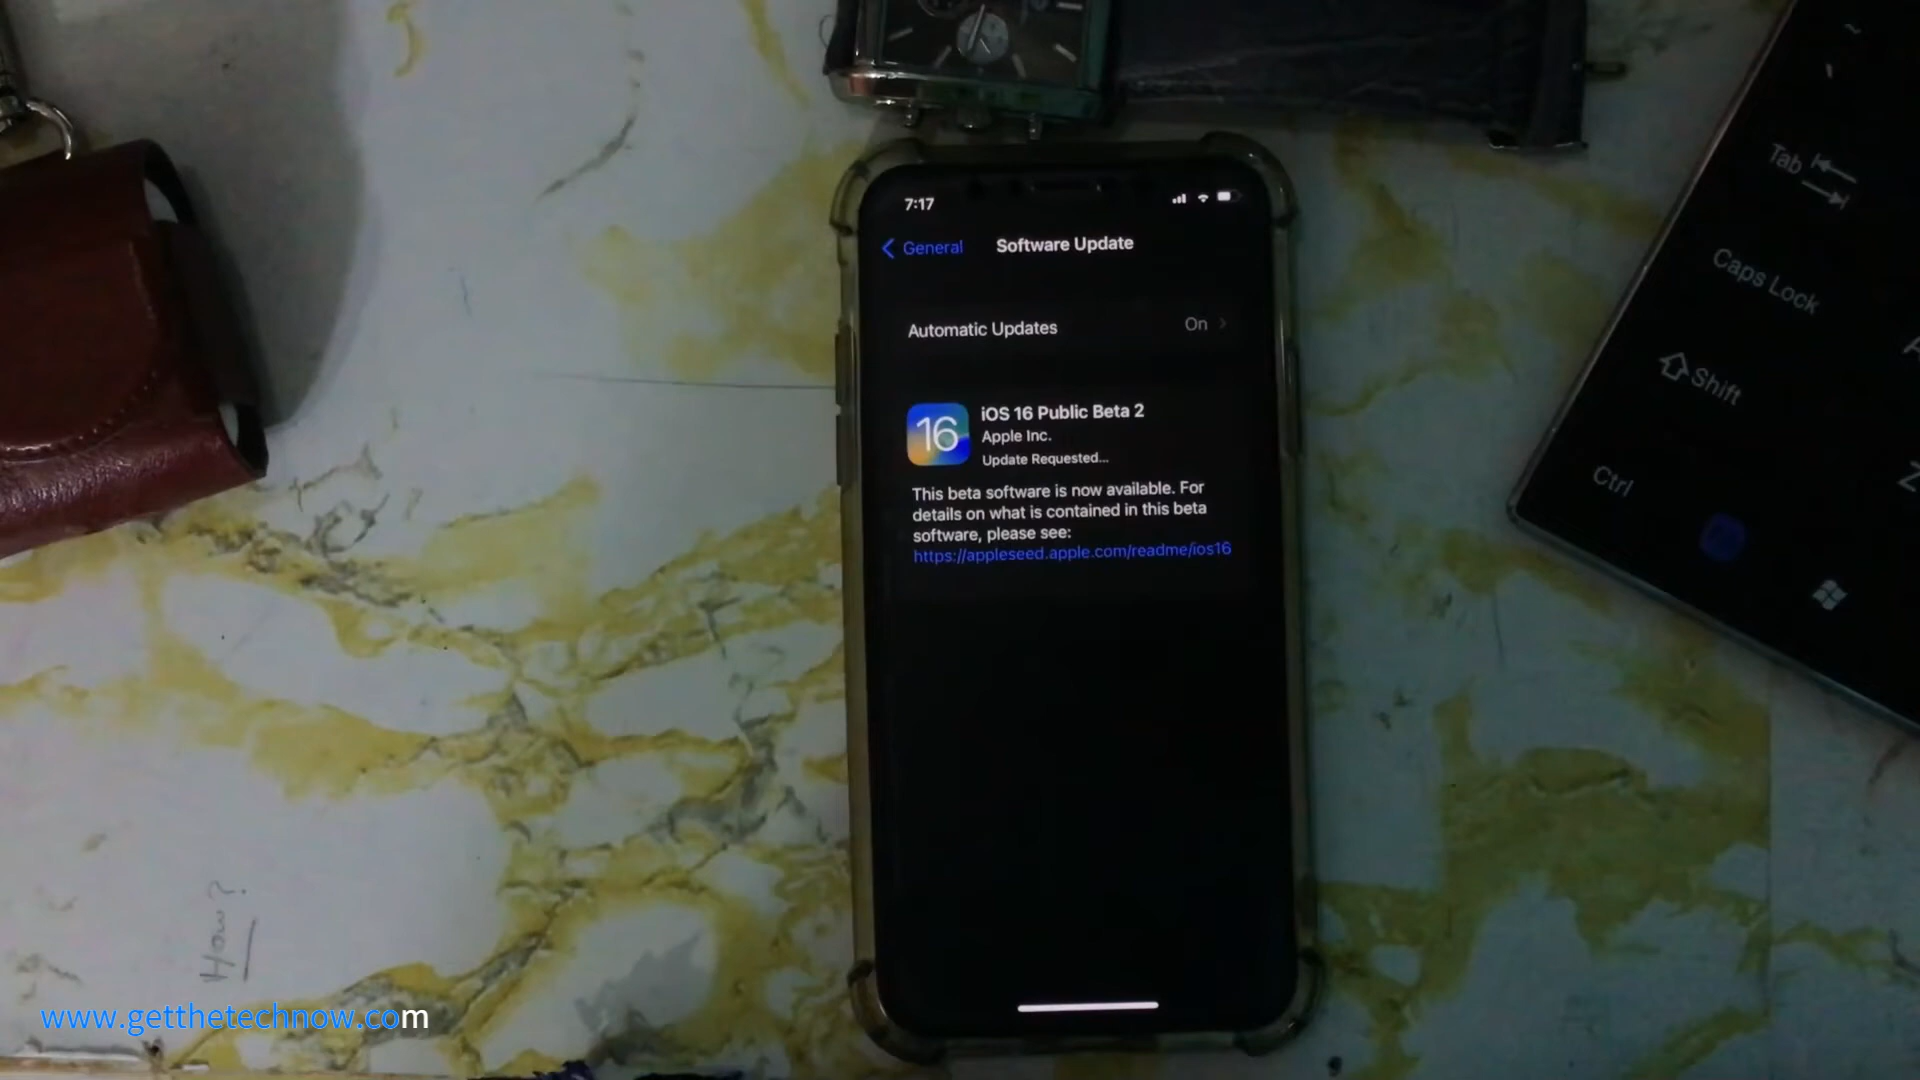 7:17
General
Software Update
Automatic Updates
On
16
iOS 16 Public Beta 2
Apple Inc.
Update Requested...
This beta software is now available. For
details on what is contained in this beta
software, please see:
https://appleseed.apple.com/readme/ios16
~
Tab
Caps Lock
A
Shift
Z
Ctrl
How?
www.getthetechnow.com